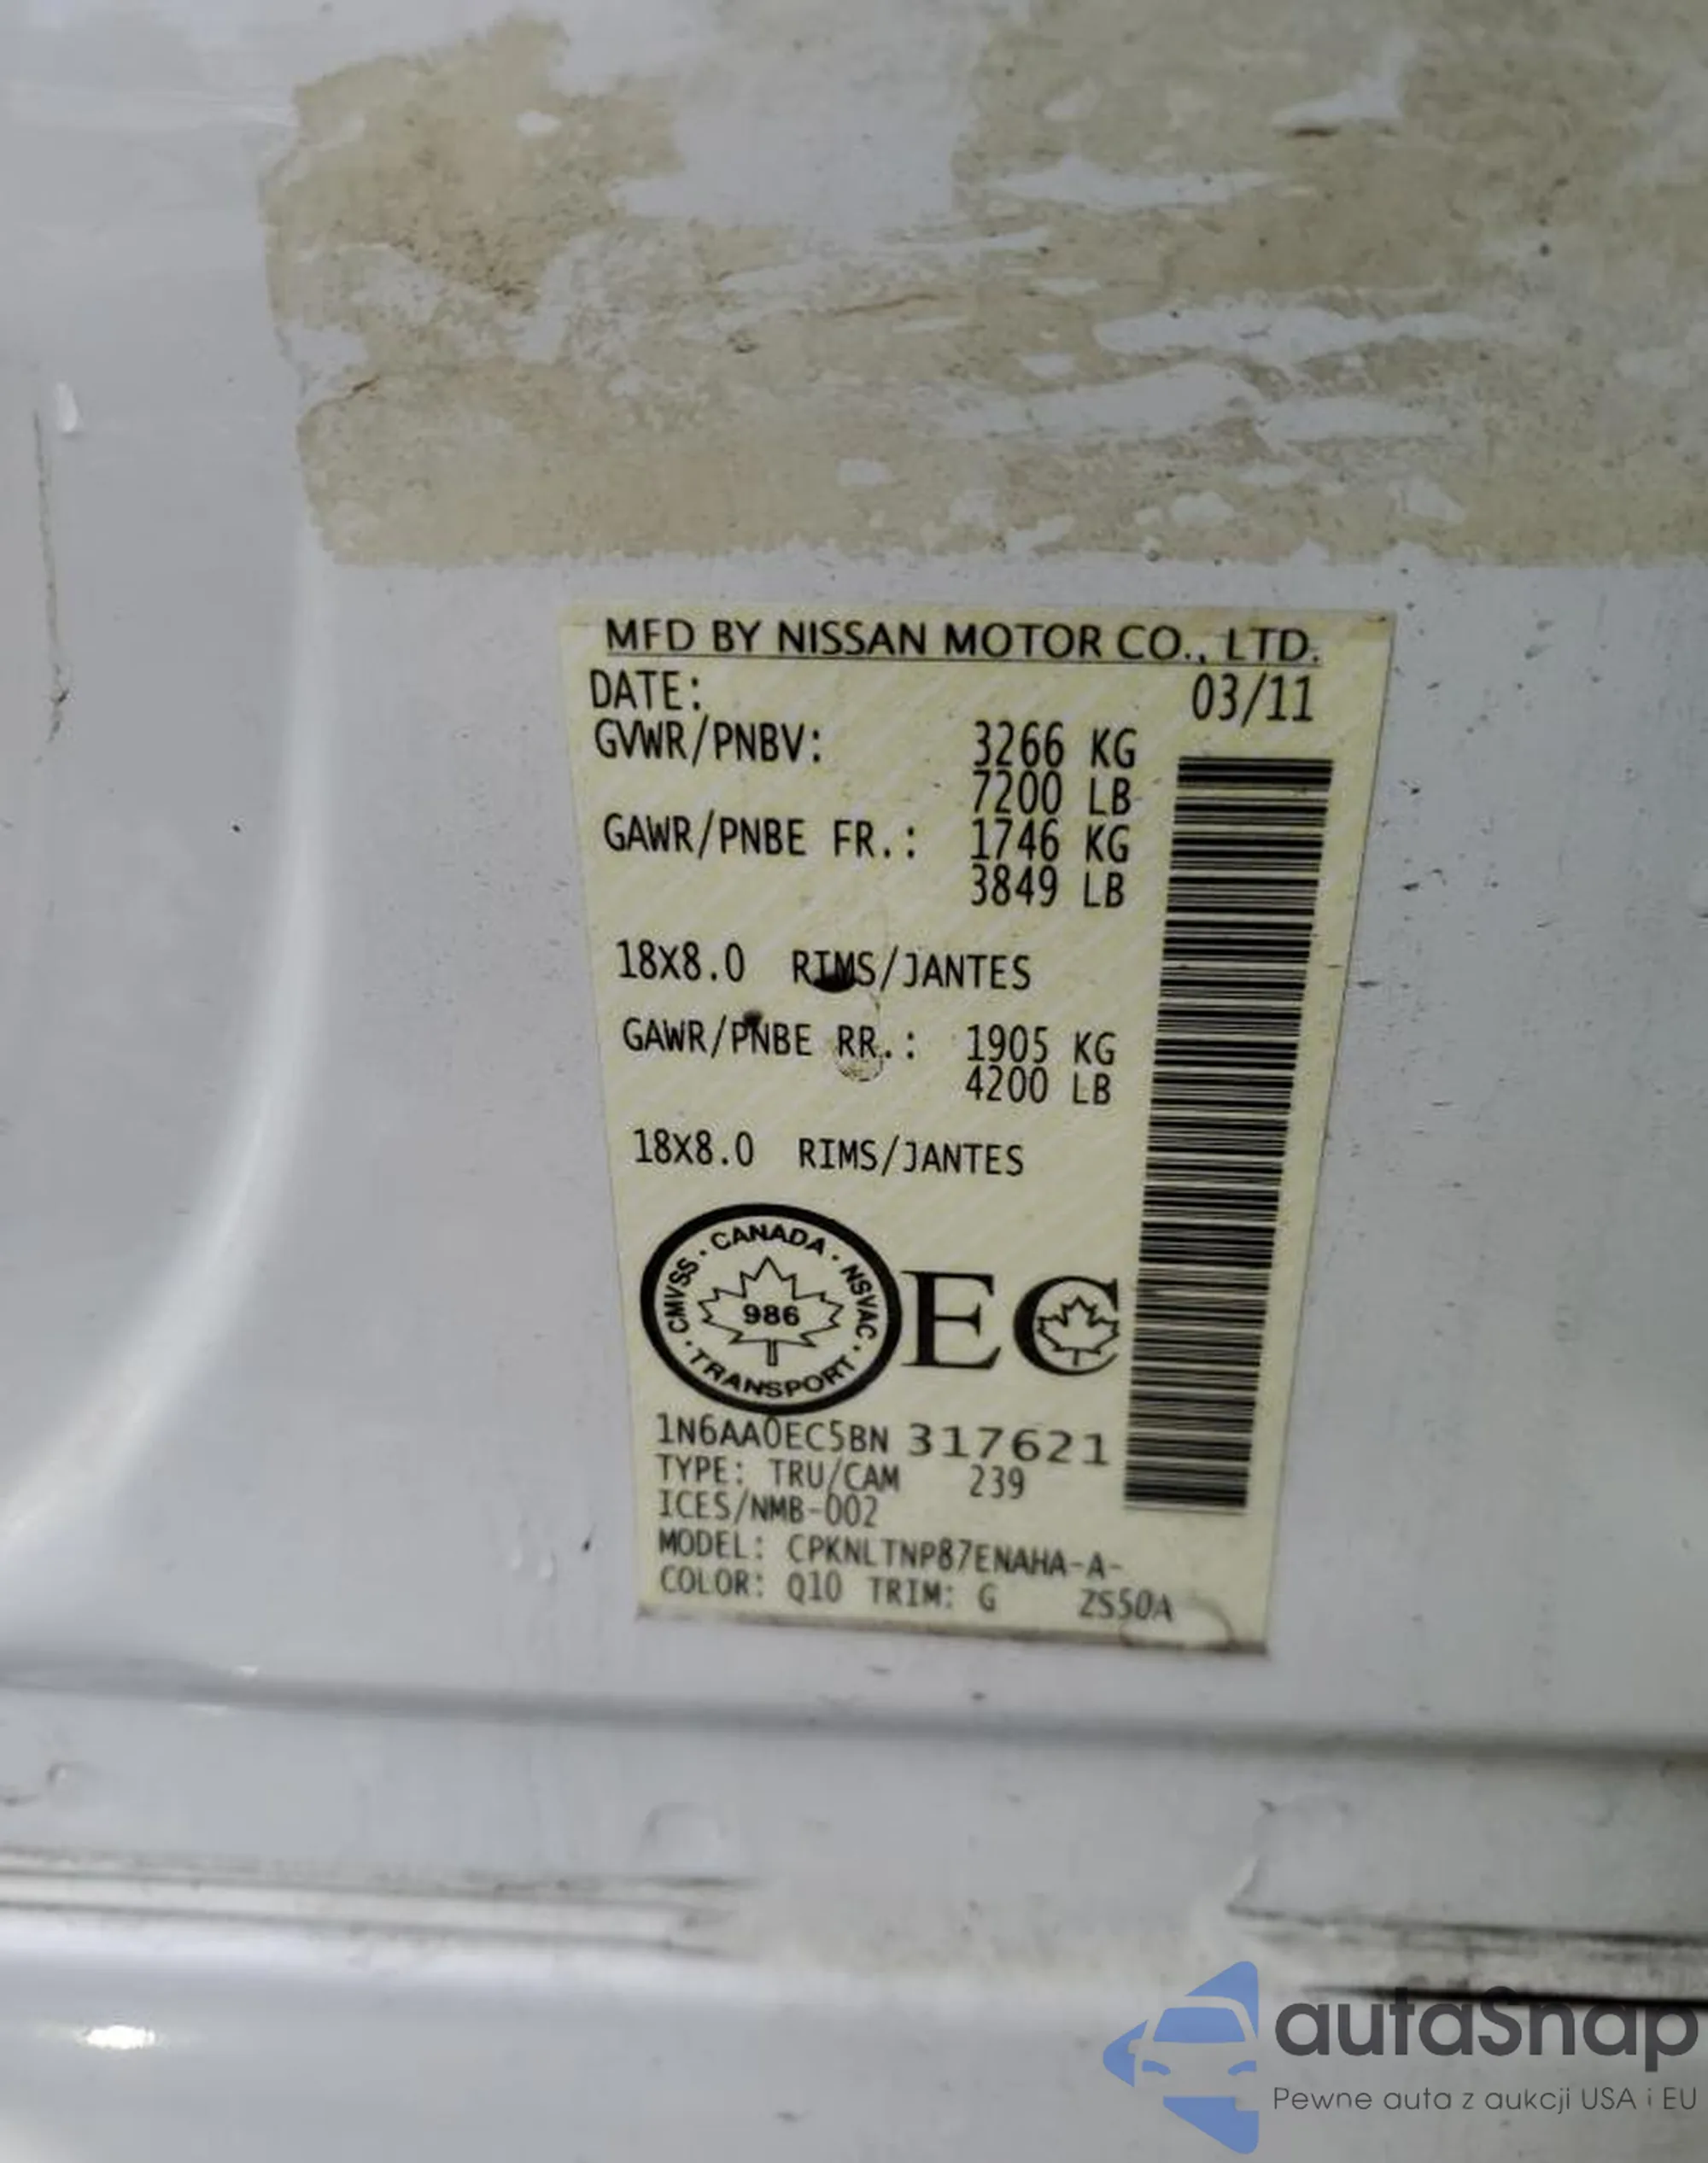 MFD BY NISSAN MOTOR CO., LTD.
DATE: 03/11
GVWR/PNBV: 3266 KG
7200 LB
GAWR/PNBE FR.: 1746 KG
3849 LB
18X8.0 RIMS/JANTES
GAWR/PNBE RR.: 1905 KG
4200 LB
18X8.0 RIMS/JANTES
CANADA · NSVAC · TRANSPORT · CMVSS ·
986
EC
1N6AA0EC5BN 317621
TYPE: TRU/CAM 239
ICES/NMB-002
MODEL: CPKNLTNP87ENAHA-A-
COLOR: Q10 TRIM: G ZS50A
autaSnap
Pewne auta z aukcji USA i EU